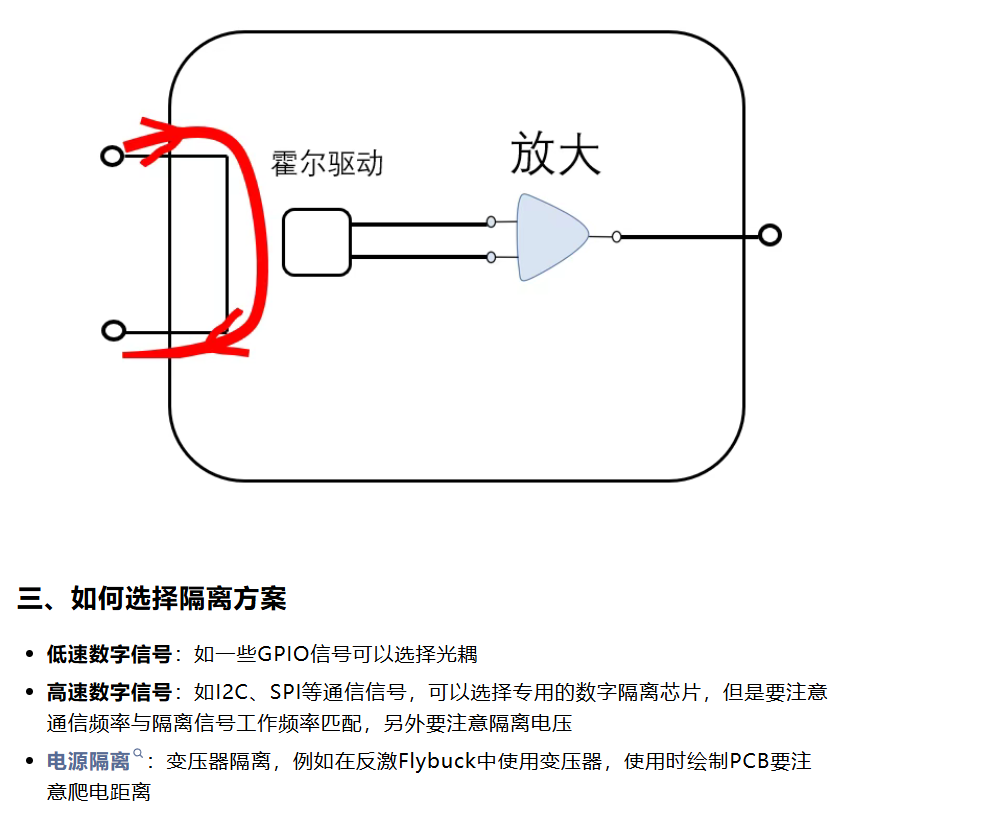 放大
霍尔驱动
三、如何选择隔离方案
低速数字信号：如一些GPIO信号可以选择光耦
高速数字信号：如I2C、SPI等通信信号，可以选择专用的数字隔离芯片，但是要注意
通信频率与隔离信号工作频率匹配，另外要注意隔离电压
电源隔离：变压器隔离，例如在反激Flybuck中使用变压器，使用时绘制PCB要注
意爬电距离